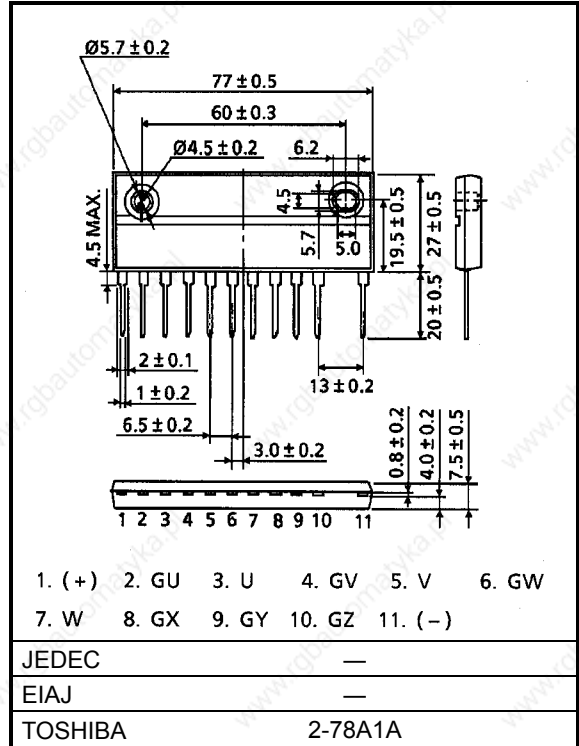 Ø5.7 ± 0.2
77 ± 0.5
60 ± 0.3
Ø4.5 ± 0.2
6.2
4.5
5.7
5.0
4.5 MAX.
19.5 ± 0.5
27 ± 0.5
20 ± 0.5
2 ± 0.1
1 ± 0.2
13 ± 0.2
6.5 ± 0.2
3.0 ± 0.2
0.8 ± 0.2
4.0 ± 0.2
7.5 ± 0.5
1 2 3 4 5 6 7 8 9 10 11
1. (+) 2. GU 3. U 4. GV 5. V 6. GW
7. W 8. GX 9. GY 10. GZ 11. (−)
JEDEC —
EIAJ —
TOSHIBA 2-78A1A
www.rgbautomatyka.pl